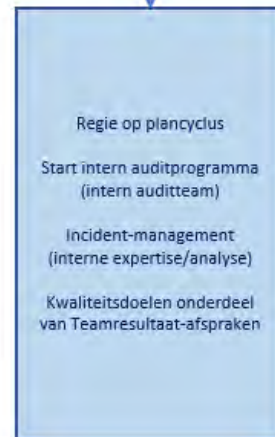 Regie op plancyclus
Start intern auditprogramma
(intern auditteam)
Incident-management
(interne expertise/analyse)
Kwaliteitsdoelen onderdeel
van Teamresultaat-afspraken